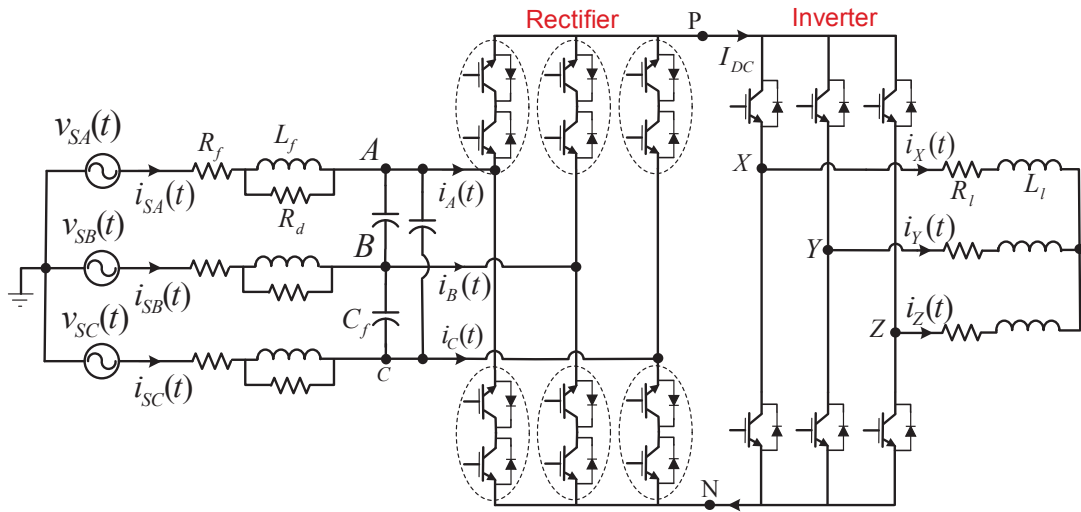 Rectifier
P
Inverter
I_DC
v_SA(t)
R_f
L_f
A
i_SA(t)
R_d
i_A(t)
X
i_X(t)
R_l
L_l
v_SB(t)
B
i_SB(t)
i_B(t)
Y
i_Y(t)
v_SC(t)
C_f
i_C(t)
Z
i_Z(t)
C
i_SC(t)
N